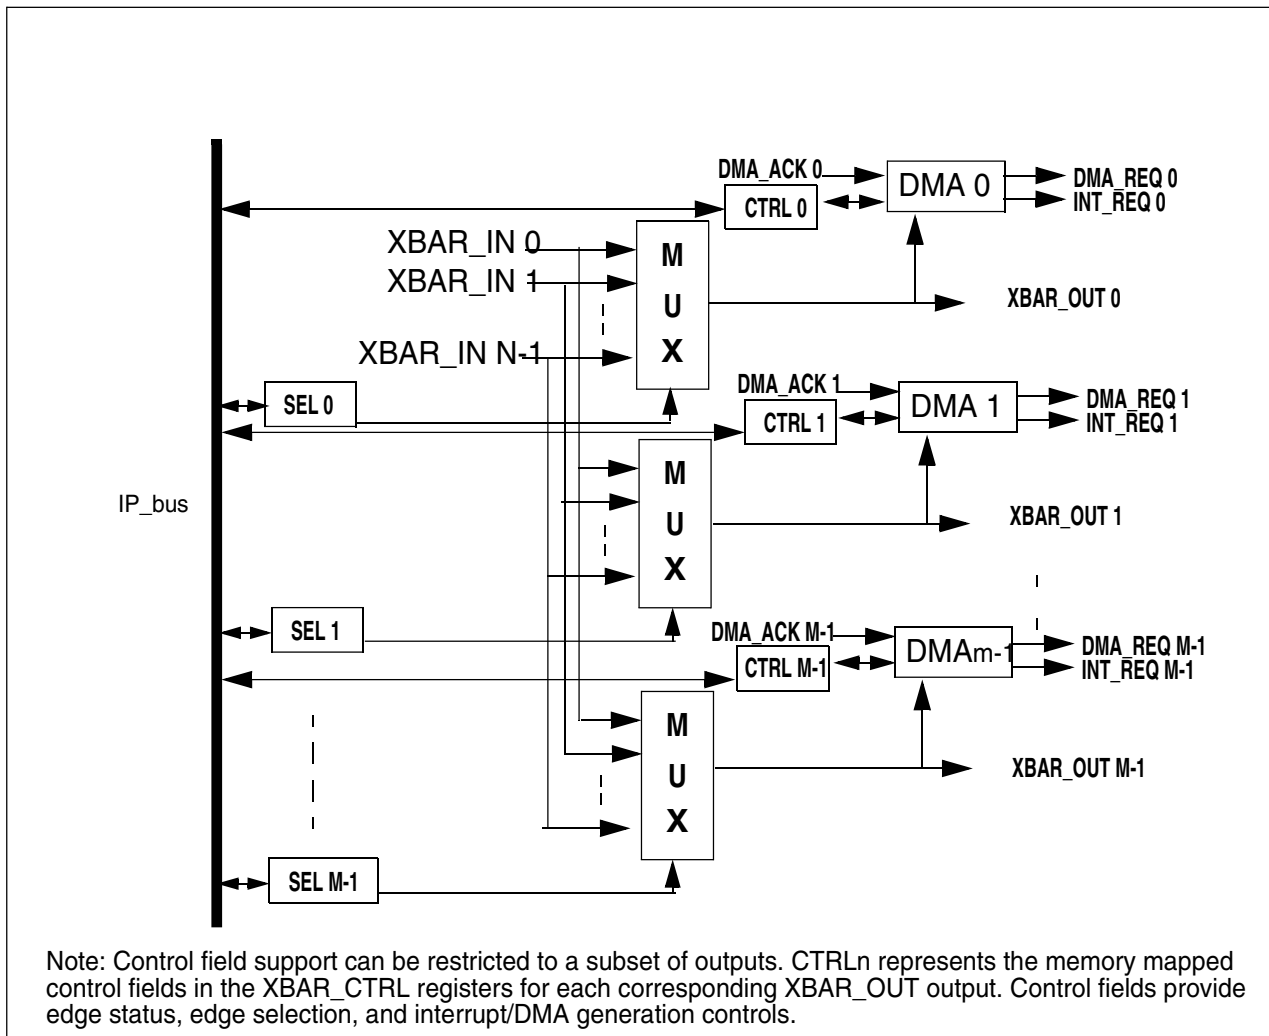 DMA_ACK 0
DMA 0
DMA_REQ 0
CTRL 0
INT_REQ 0
XBAR_IN 0
XBAR_IN 1
XBAR_IN N-1
M
U
X
XBAR_OUT 0
SEL 0
DMA_ACK 1
DMA 1
DMA_REQ 1
CTRL 1
INT_REQ 1
M
U
X
IP_bus
XBAR_OUT 1
SEL 1
DMA_ACK M-1
DMAm-1
DMA_REQ M-1
CTRL M-1
INT_REQ M-1
M
U
X
XBAR_OUT M-1
SEL M-1
Note: Control field support can be restricted to a subset of outputs. CTRLn represents the memory mapped
control fields in the XBAR_CTRL registers for each corresponding XBAR_OUT output. Control fields provide
edge status, edge selection, and interrupt/DMA generation controls.